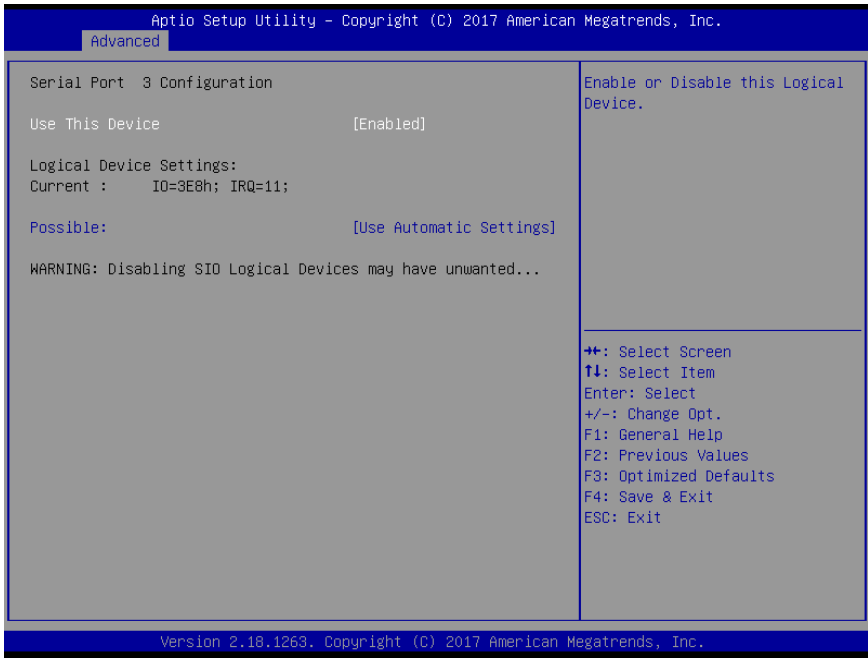 Aptio Setup Utility – Copyright (C) 2017 American Megatrends, Inc.
Advanced
Serial Port  3 Configuration
Use This Device [Enabled]
Logical Device Settings:
Current : IO=3E8h; IRQ=11;
Possible: [Use Automatic Settings]
WARNING: Disabling SIO Logical Devices may have unwanted...
Enable or Disable this Logical
Device.
→←: Select Screen
↑↓: Select Item
Enter: Select
+/-: Change Opt.
F1: General Help
F2: Previous Values
F3: Optimized Defaults
F4: Save & Exit
ESC: Exit
Version 2.18.1263. Copyright (C) 2017 American Megatrends, Inc.